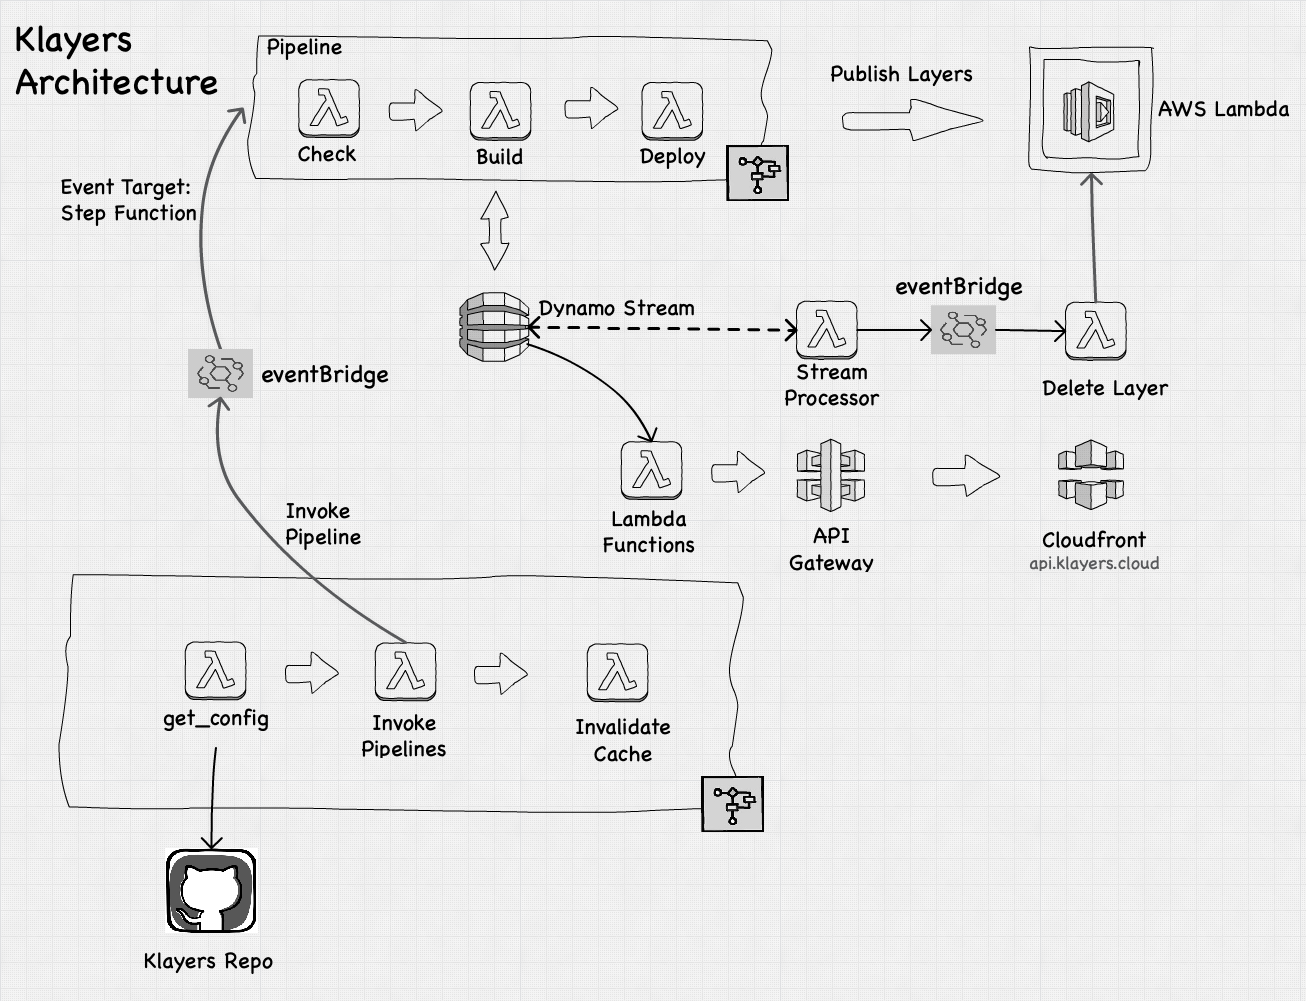 Klayers
Architecture
Pipeline
Check
Build
Deploy
Publish Layers
AWS Lambda
Event Target:
Step Function
eventBridge
Dynamo Stream
Stream
Processor
eventBridge
Delete Layer
Lambda
Functions
API
Gateway
Cloudfront
api.klayers.cloud
Invoke
Pipeline
get_config
Invoke
Pipelines
Invalidate
Cache
Klayers Repo